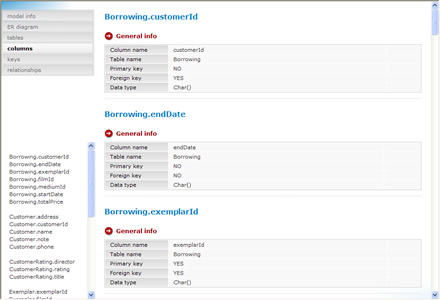 model info
ER diagram
tables
columns
keys
relationships
Borrowing.customerId
Borrowing.endDate
Borrowing.exemplarId
Borrowing.filmId
Borrowing.mediumId
Borrowing.startDate
Borrowing.totalPrice
Customer.address
Customer.customerId
Customer.name
Customer.note
Customer.phone
CustomerRating.director
CustomerRating.rating
CustomerRating.title
Exemplar.exemplarId
Exemplar.filmId
Borrowing.customerId
General info
Column name customerId
Table name Borrowing
Primary key NO
Foreign key YES
Data type Char()
Borrowing.endDate
General info
Column name endDate
Table name Borrowing
Primary key NO
Foreign key NO
Data type Char()
Borrowing.exemplarId
General info
Column name exemplarId
Table name Borrowing
Primary key YES
Foreign key YES
Data type Char()